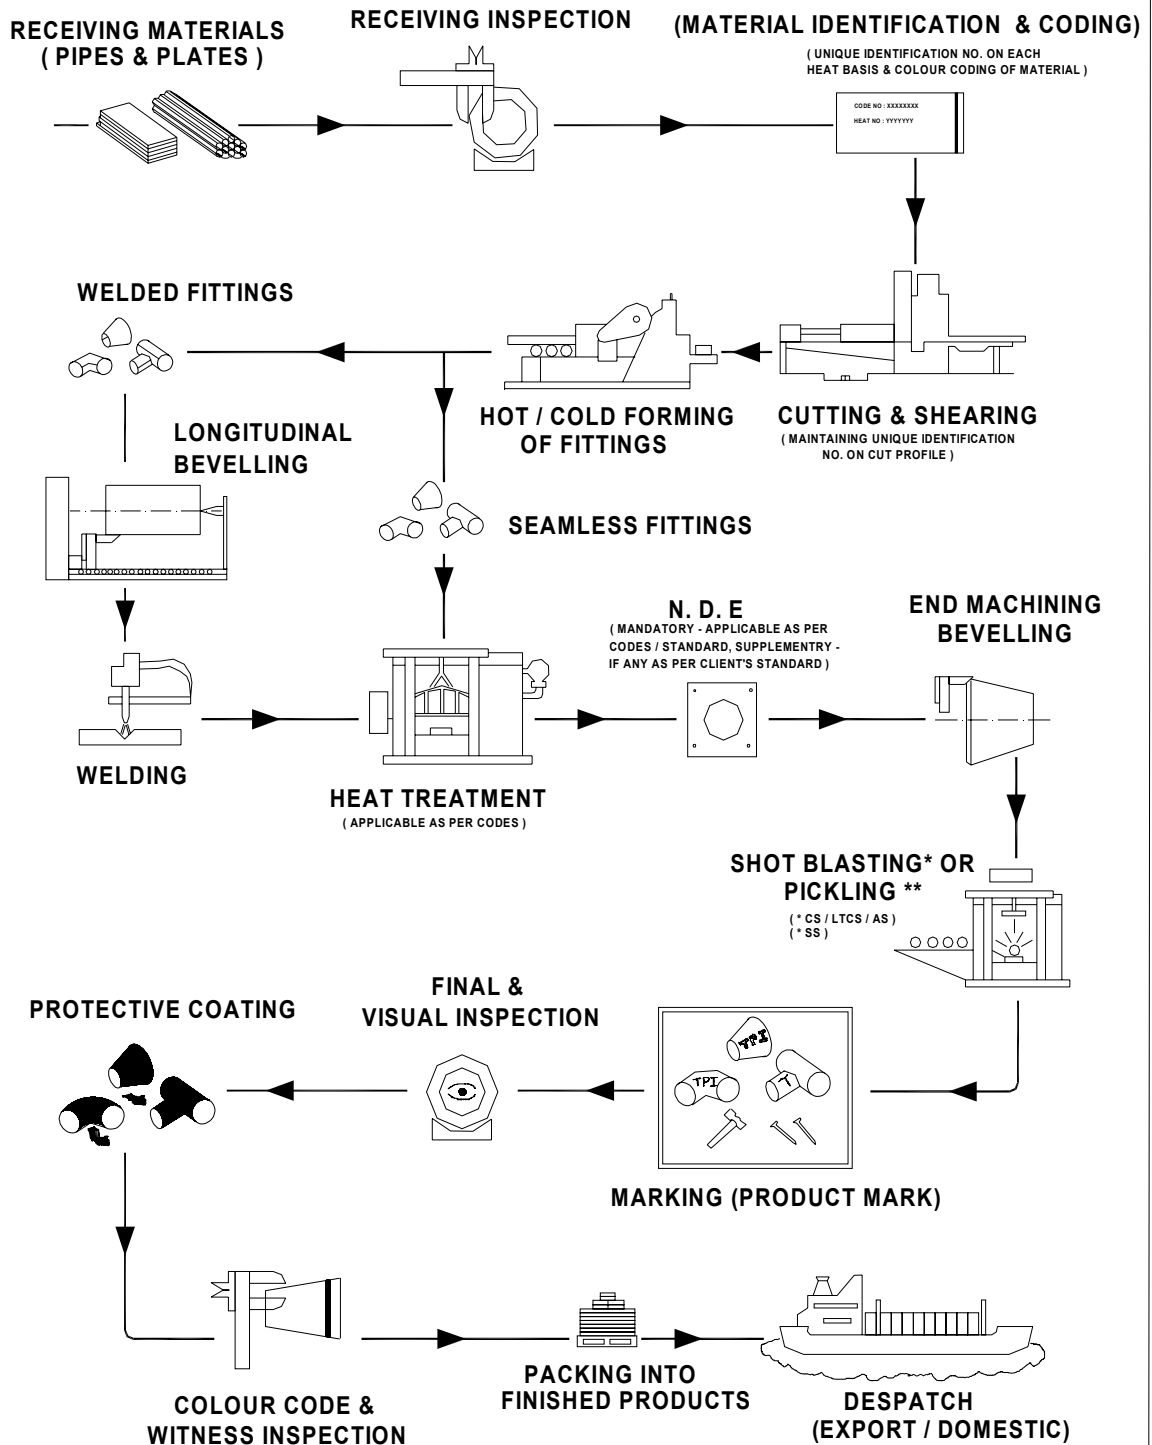 RECEIVING MATERIALS
( PIPES & PLATES )
RECEIVING INSPECTION
(MATERIAL IDENTIFICATION & CODING)
( UNIQUE IDENTIFICATION NO. ON EACH
HEAT BASIS & COLOUR CODING OF MATERIAL )
CODE NO : XXXXXXXX
HEAT NO : YYYYYYY
WELDED FITTINGS
HOT / COLD FORMING
OF FITTINGS
CUTTING & SHEARING
( MAINTAINING UNIQUE IDENTIFICATION
NO. ON CUT PROFILE )
LONGITUDINAL
BEVELLING
SEAMLESS FITTINGS
WELDING
HEAT TREATMENT
( APPLICABLE AS PER CODES )
N. D. E
( MANDATORY - APPLICABLE AS PER
CODES / STANDARD, SUPPLEMENTRY -
IF ANY AS PER CLIENT'S STANDARD )
END MACHINING
BEVELLING
SHOT BLASTING* OR
PICKLING **
( * CS / LTCS / AS )
( * SS )
PROTECTIVE COATING
FINAL &
VISUAL INSPECTION
TPI
TPI
T
MARKING (PRODUCT MARK)
COLOUR CODE &
WITNESS INSPECTION
PACKING INTO
FINISHED PRODUCTS
DESPATCH
(EXPORT / DOMESTIC)